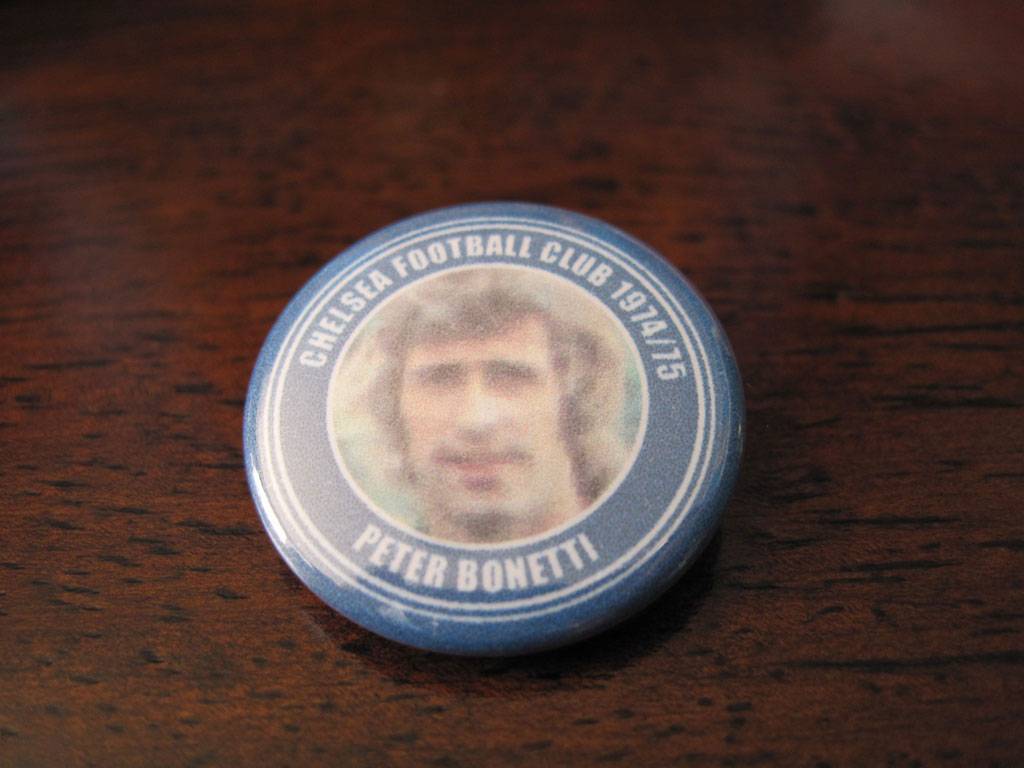 CHELSEA FOOTBALL CLUB 1974/75
PETER BONETTI